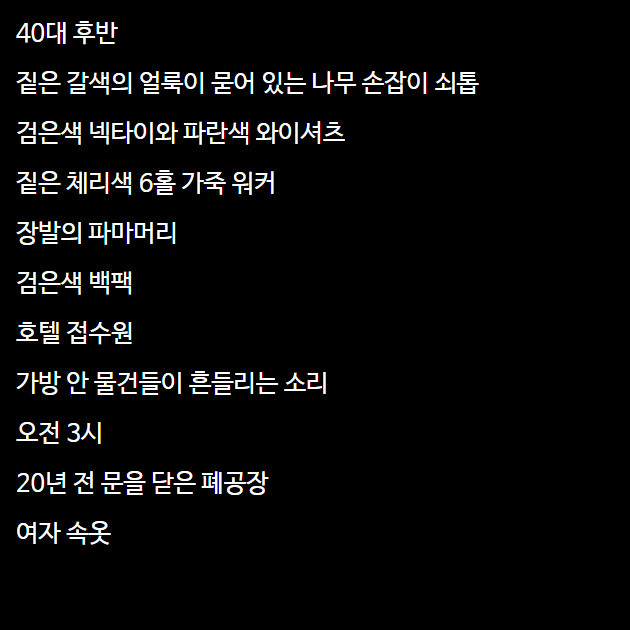 40대 후반
짙은 갈색의 얼룩이 묻어 있는 나무 손잡이 쇠톱
검은색 넥타이와 파란색 와이셔츠
짙은 체리색 6홀 가죽 워커
장발의 파마머리
검은색 백팩
호텔 접수원
가방 안 물건들이 흔들리는 소리
오전 3시
20년 전 문을 닫은 폐공장
여자 속옷